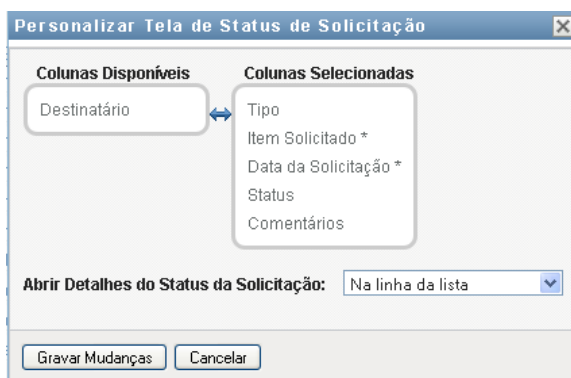 Personalizar Tela de Status de Solicitação
Colunas Disponíveis
Colunas Selecionadas
Destinatário
Tipo
Item Solicitado *
Data da Solicitação *
Status
Comentários
Abrir Detalhes do Status da Solicitação:
Na linha da lista
Gravar Mudanças
Cancelar